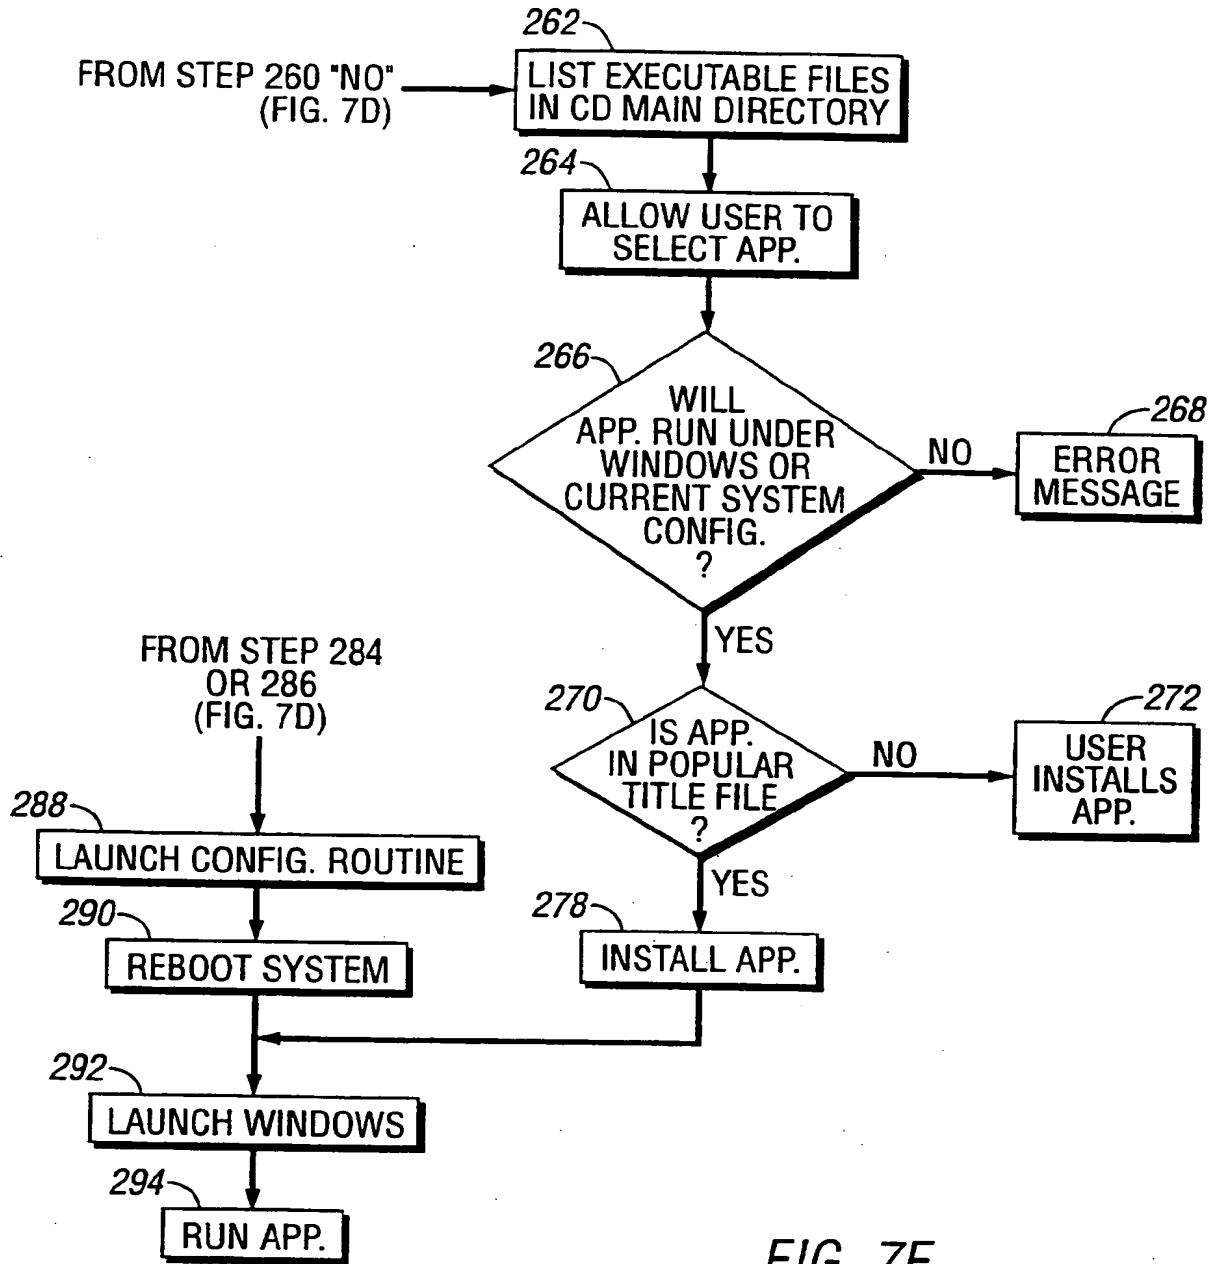 262
FROM STEP 260 "NO"
(FIG. 7D)
LIST EXECUTABLE FILES
IN CD MAIN DIRECTORY
264
ALLOW USER TO
SELECT APP.
266
WILL
APP. RUN UNDER
WINDOWS OR
CURRENT SYSTEM
CONFIG.
?
NO
268
ERROR
MESSAGE
YES
FROM STEP 284
OR 286
(FIG. 7D)
270
IS APP.
IN POPULAR
TITLE FILE
?
NO
272
USER
INSTALLS
APP.
YES
288
LAUNCH CONFIG. ROUTINE
278
INSTALL APP.
290
REBOOT SYSTEM
292
LAUNCH WINDOWS
294
RUN APP.
FIG.